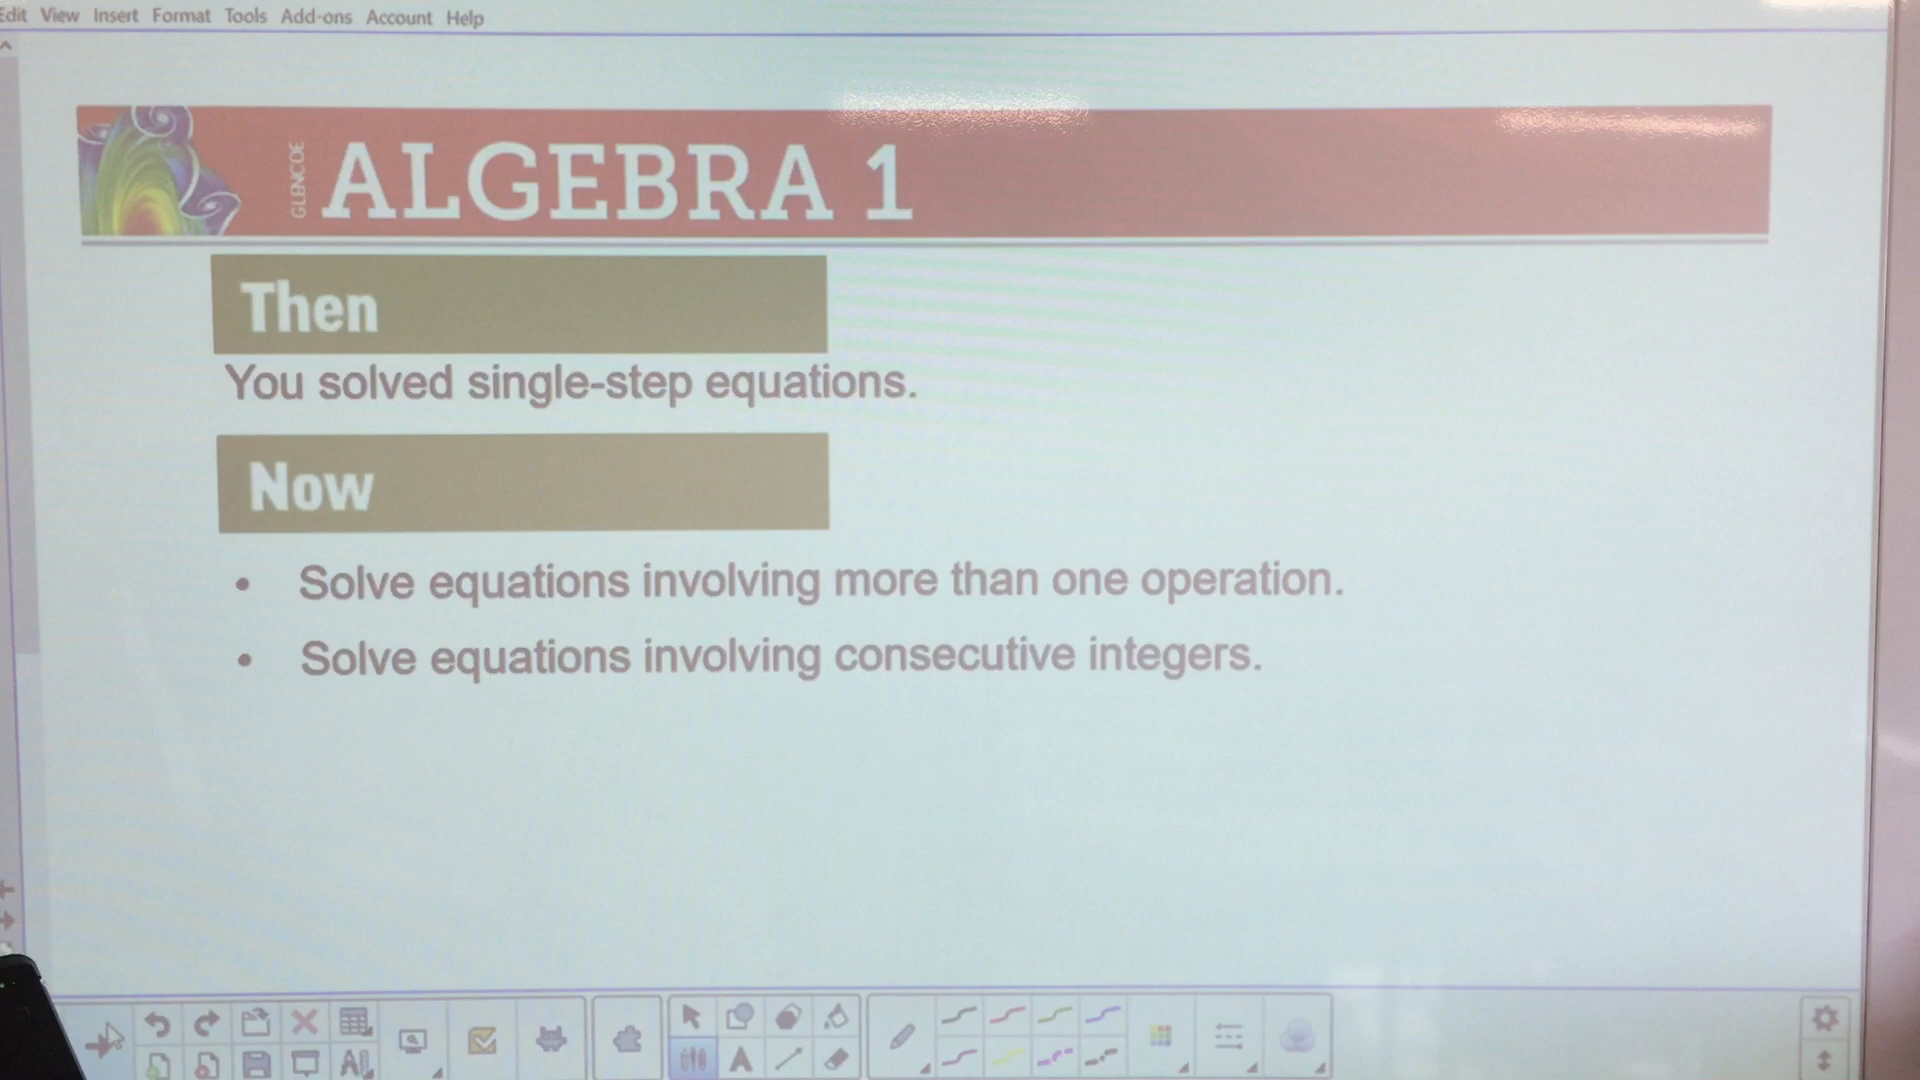 Edit View Insert Format Tools Add-ons Account Help
GLENCOE ALGEBRA 1
Then
You solved single-step equations.
Now
• Solve equations involving more than one operation.
• Solve equations involving consecutive integers.